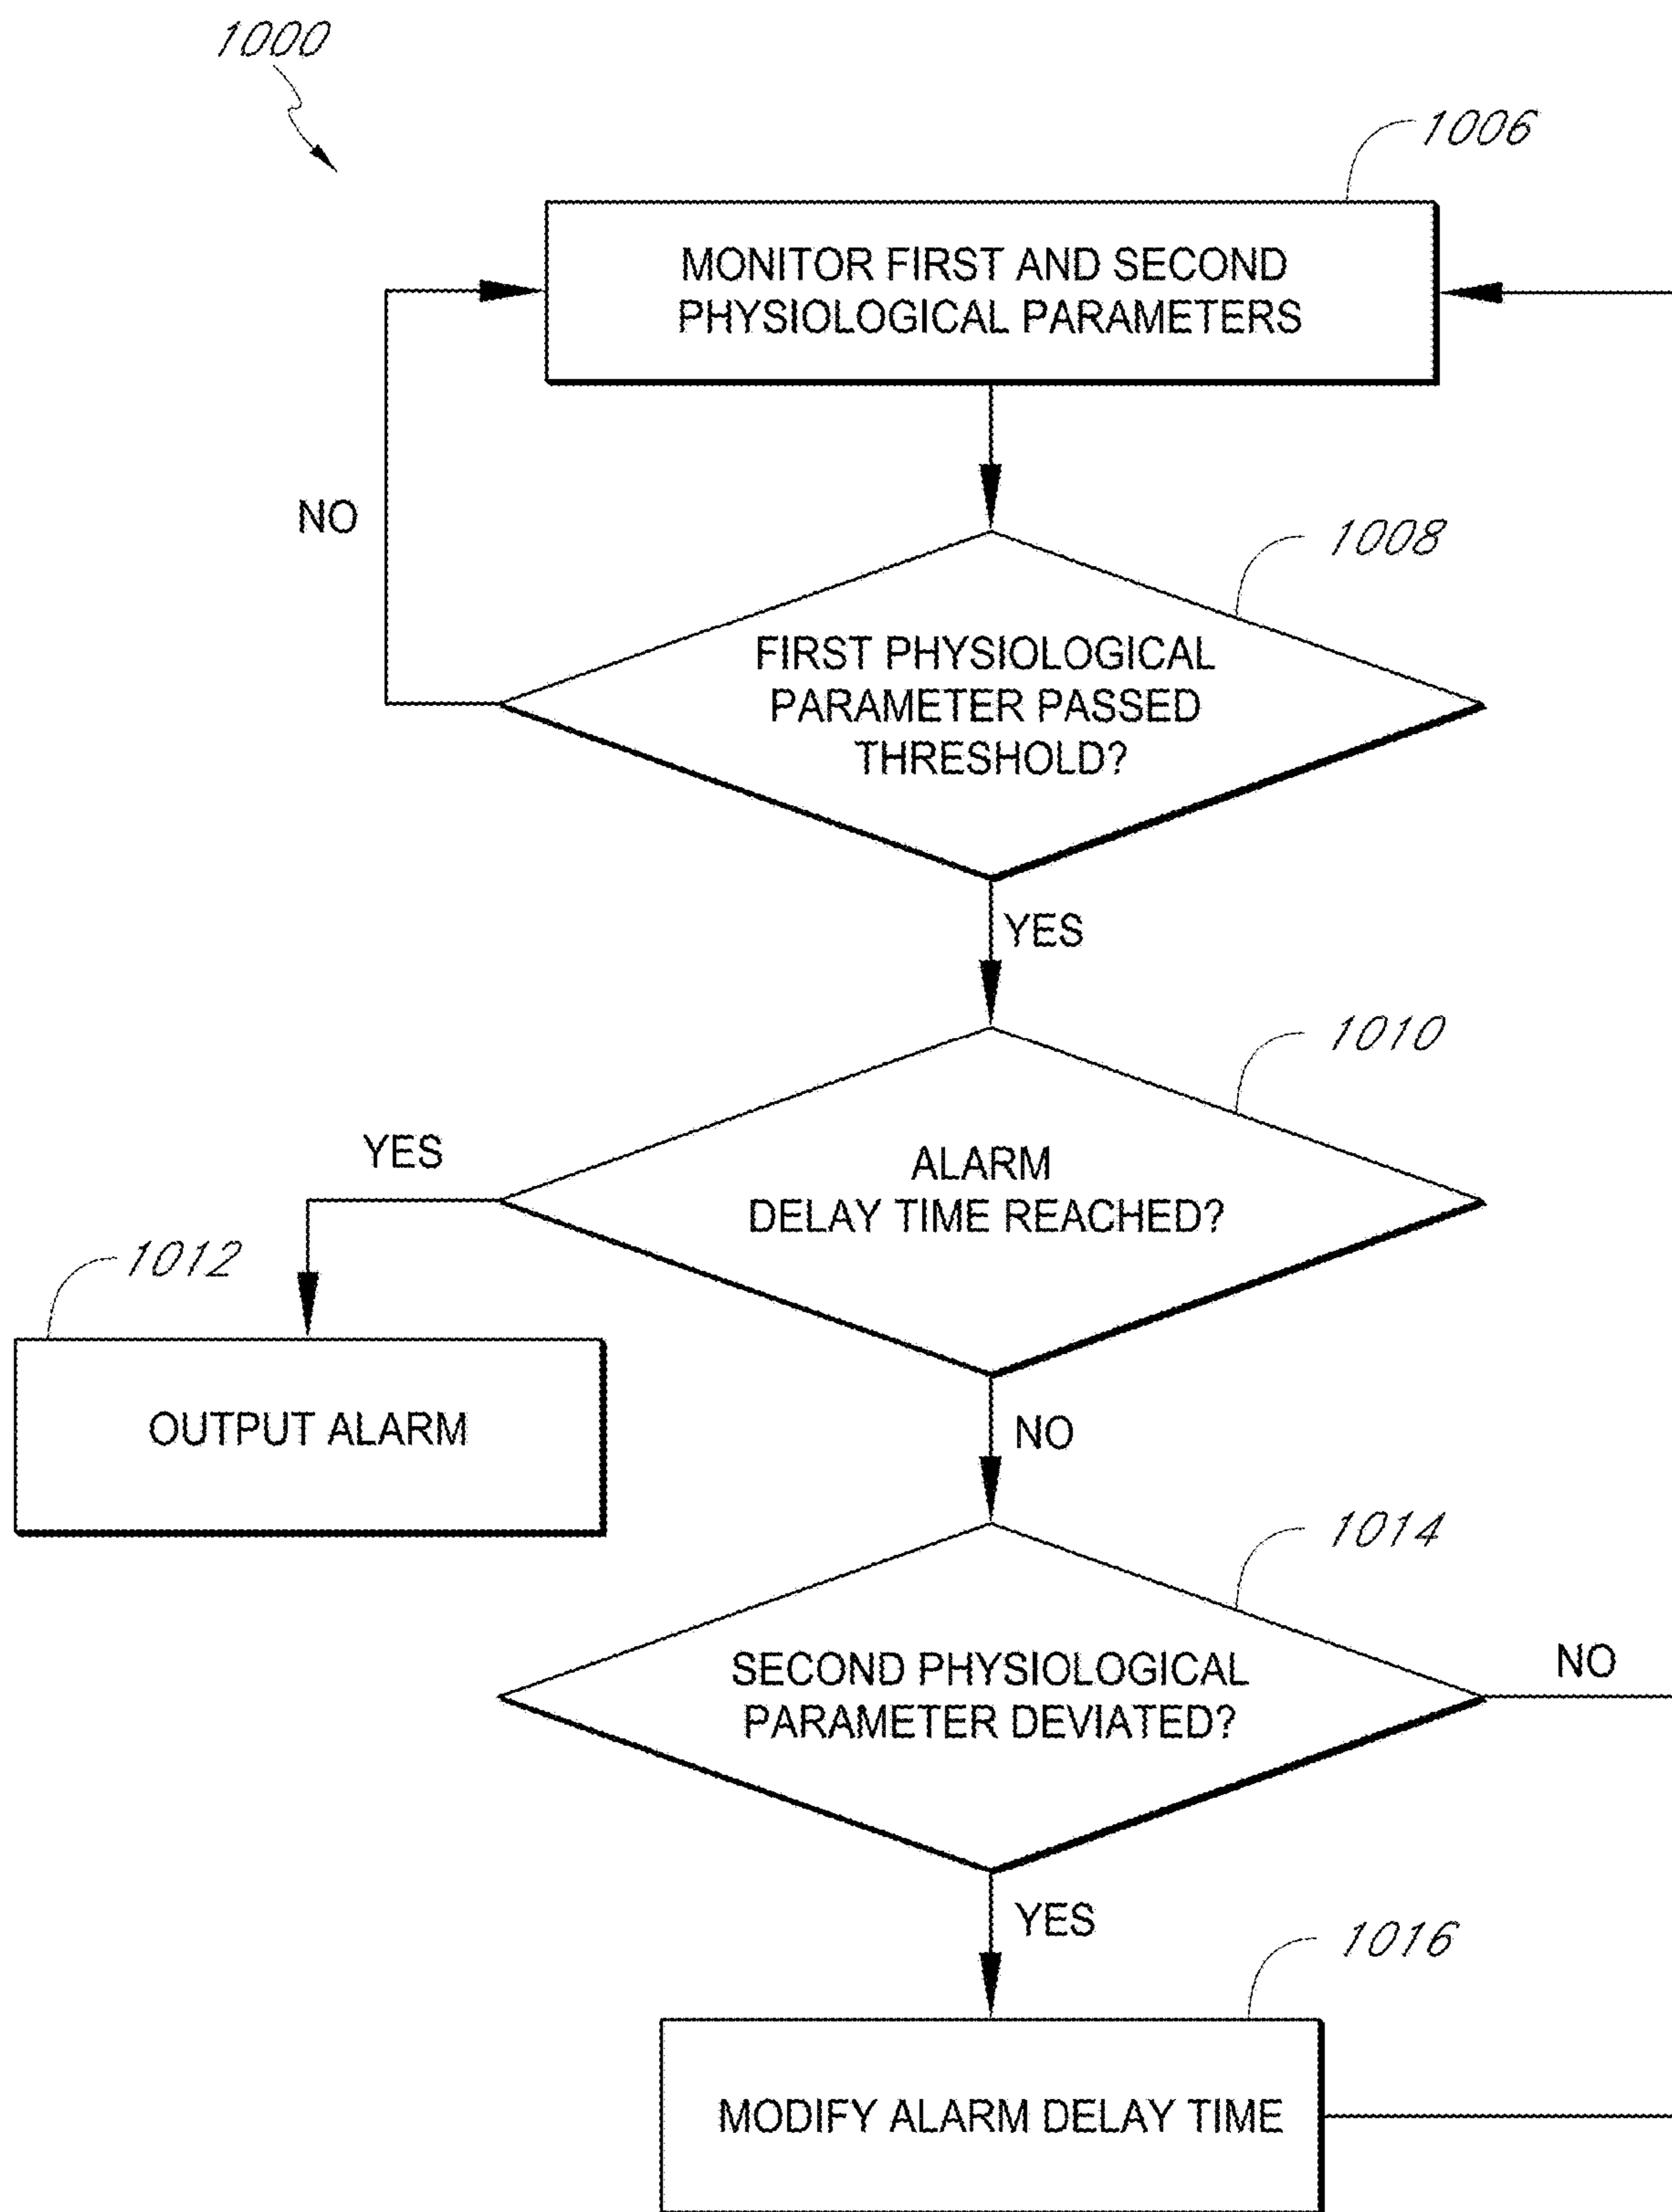 1000
1006
MONITOR FIRST AND SECOND
PHYSIOLOGICAL PARAMETERS
NO
1008
FIRST PHYSIOLOGICAL
PARAMETER PASSED
THRESHOLD?
YES
1010
ALARM
DELAY TIME REACHED?
YES
1012
OUTPUT ALARM
NO
1014
SECOND PHYSIOLOGICAL
PARAMETER DEVIATED?
NO
YES
1016
MODIFY ALARM DELAY TIME